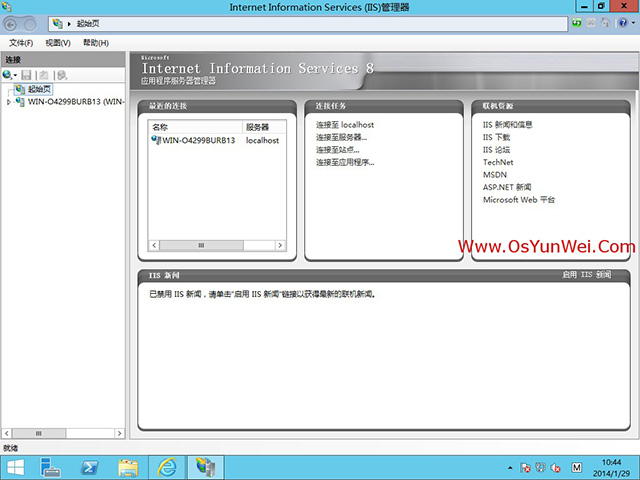 Internet Information Services (IIS)管理器
起始页
文件(F) 视图(V) 帮助(H)
连接
起始页
WIN-O4299BURB13 (WIN-
Microsoft
Internet Information Services 8
应用程序服务器管理器
最近的连接
名称 服务器
WIN-O4299BURB13 localhost
连接任务
连接至 localhost
连接至服务器...
连接至站点...
连接至应用程序...
联机资源
IIS 新闻和信息
IIS 下载
IIS 论坛
TechNet
MSDN
ASP.NET 新闻
Microsoft Web 平台
Www.OsYunWei.Com
IIS 新闻 启用 IIS 新闻
已禁用 IIS 新闻，请单击"启用 IIS 新闻"链接以获得最新的联机新闻。
就绪
M
10:44
2014/1/29